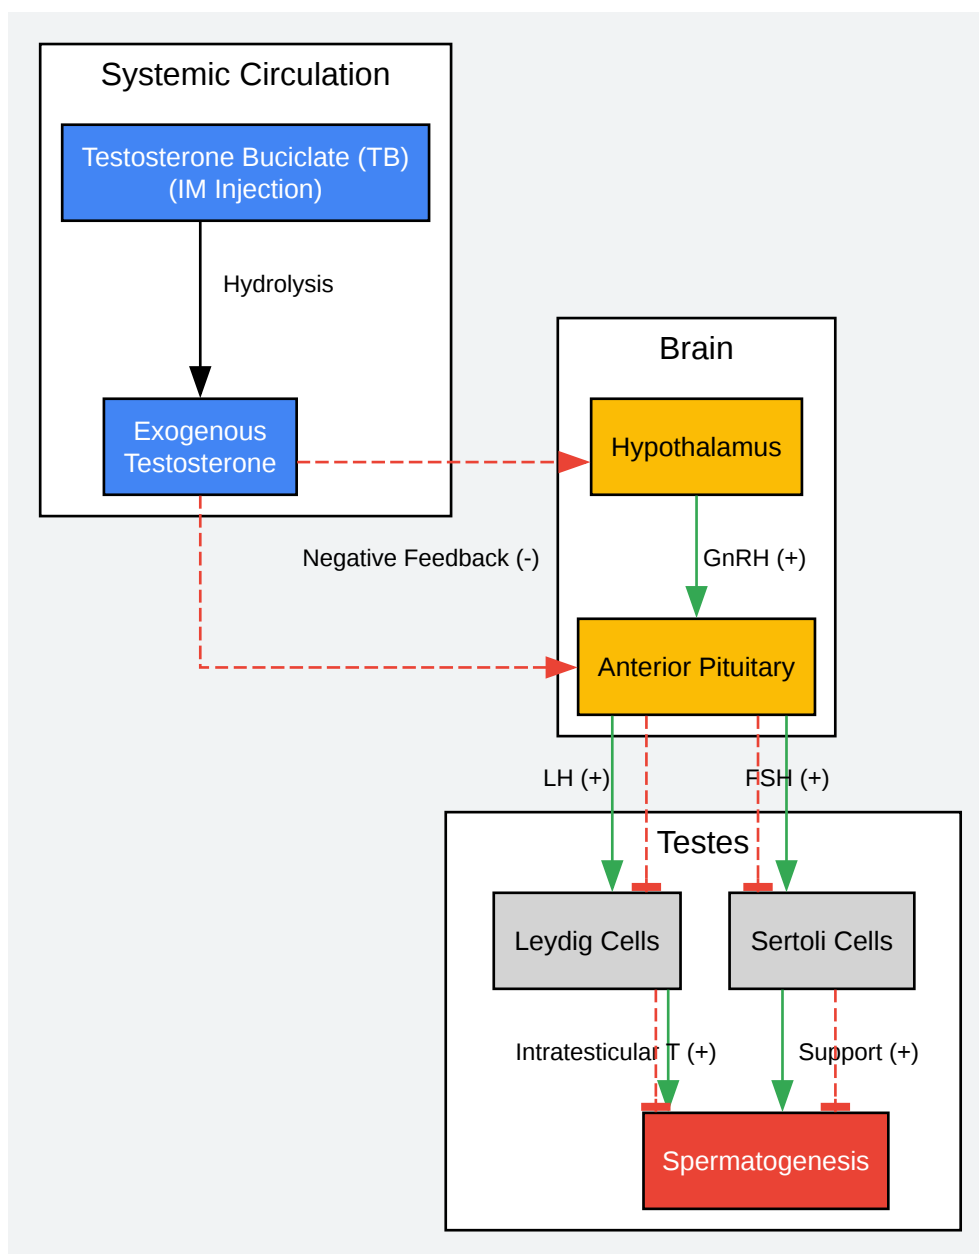 Systemic Circulation
Testosterone Buciclate (TB)
(IM Injection)
Hydrolysis
Exogenous
Testosterone
Brain
Hypothalamus
Negative Feedback (-)
GnRH (+)
Anterior Pituitary
LH (+)
FSH (+)
Testes
Leydig Cells
Sertoli Cells
Intratesticular T (+)
Support (+)
Spermatogenesis